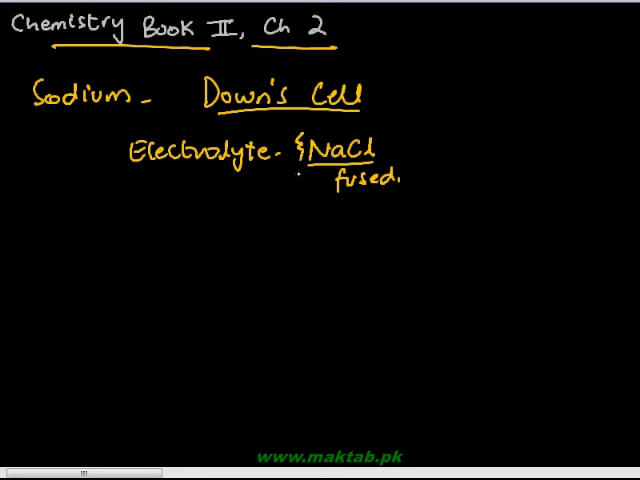 Chemistry Book II, Ch 2
Sodium - Down's Cell
Electrolyte - { NaCl
fused.
www.maktab.pk